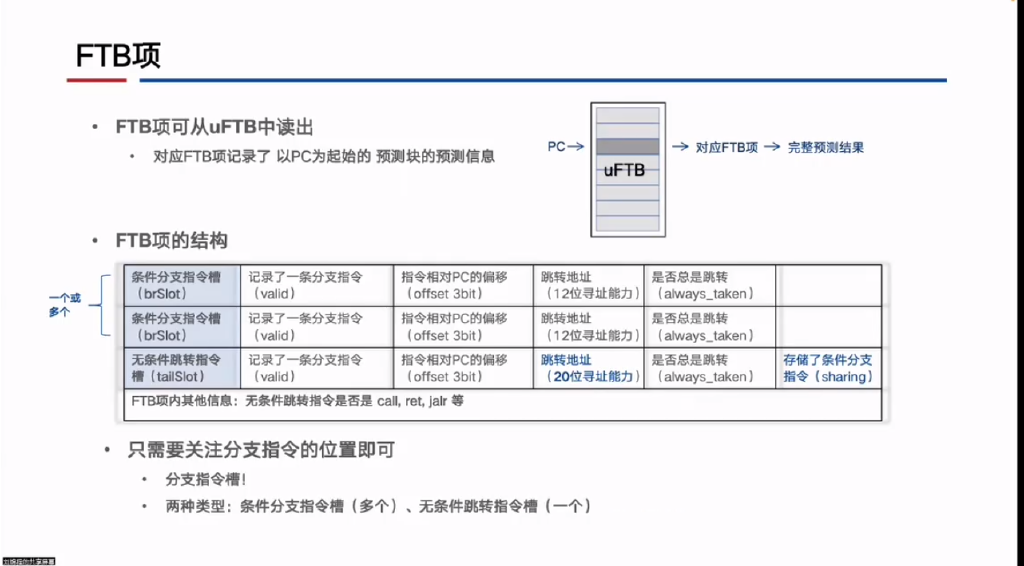 FTB项
• FTB项可从uFTB中读出
• 对应FTB项记录了 以PC为起始的 预测块的预测信息
PC→ uFTB → 对应FTB项 → 完整预测结果
• FTB项的结构
一个或
多个
条件分支指令槽 记录了一条分支指令 指令相对PC的偏移 跳转地址 是否总是跳转
（brSlot） （valid） （offset 3bit） （12位寻址能力） （always_taken）
条件分支指令槽 记录了一条分支指令 指令相对PC的偏移 跳转地址 是否总是跳转
（brSlot） （valid） （offset 3bit） （12位寻址能力） （always_taken）
无条件跳转指令 记录了一条分支指令 指令相对PC的偏移 跳转地址 是否总是跳转 存储了条件分支
槽（tailSlot） （valid） （offset 3bit） （20位寻址能力） （always_taken） 指令（sharing）
FTB项内其他信息：无条件跳转指令是否是 call, ret, jalr 等
• 只需要关注分支指令的位置即可
• 分支指令槽！
• 两种类型：条件分支指令槽（多个）、无条件跳转指令槽（一个）